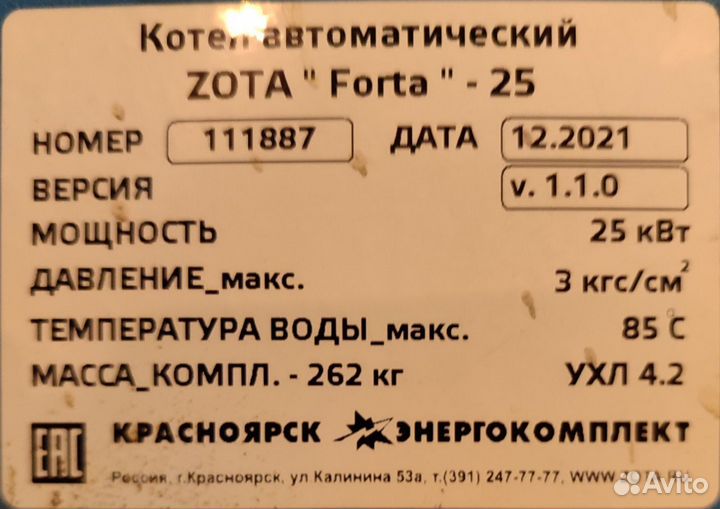 Котел автоматический
ZOTA " Forta " - 25
НОМЕР 111887 ДАТА 12.2021
ВЕРСИЯ v. 1.1.0
МОЩНОСТЬ 25 кВт
ДАВЛЕНИЕ_макс. 3 кгс/см²
ТЕМПЕРАТУРА ВОДЫ_макс. 85 С
МАССА_КОМПЛ. - 262 кг УХЛ 4.2
EAC КРАСНОЯРСК ЭНЕРГОКОМПЛЕКТ
Россия, г.Красноярск, ул Калинина 53а, т.(391) 247-77-77,
Avito